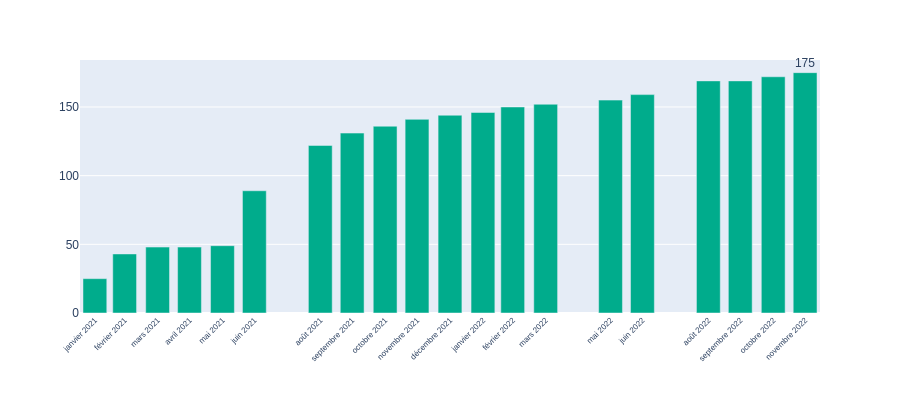 175
150
100
50
0
janvier 2021
février 2021
mars 2021
avril 2021
mai 2021
juin 2021
août 2021
septembre 2021
octobre 2021
novembre 2021
décembre 2021
janvier 2022
février 2022
mars 2022
mai 2022
juin 2022
août 2022
septembre 2022
octobre 2022
novembre 2022